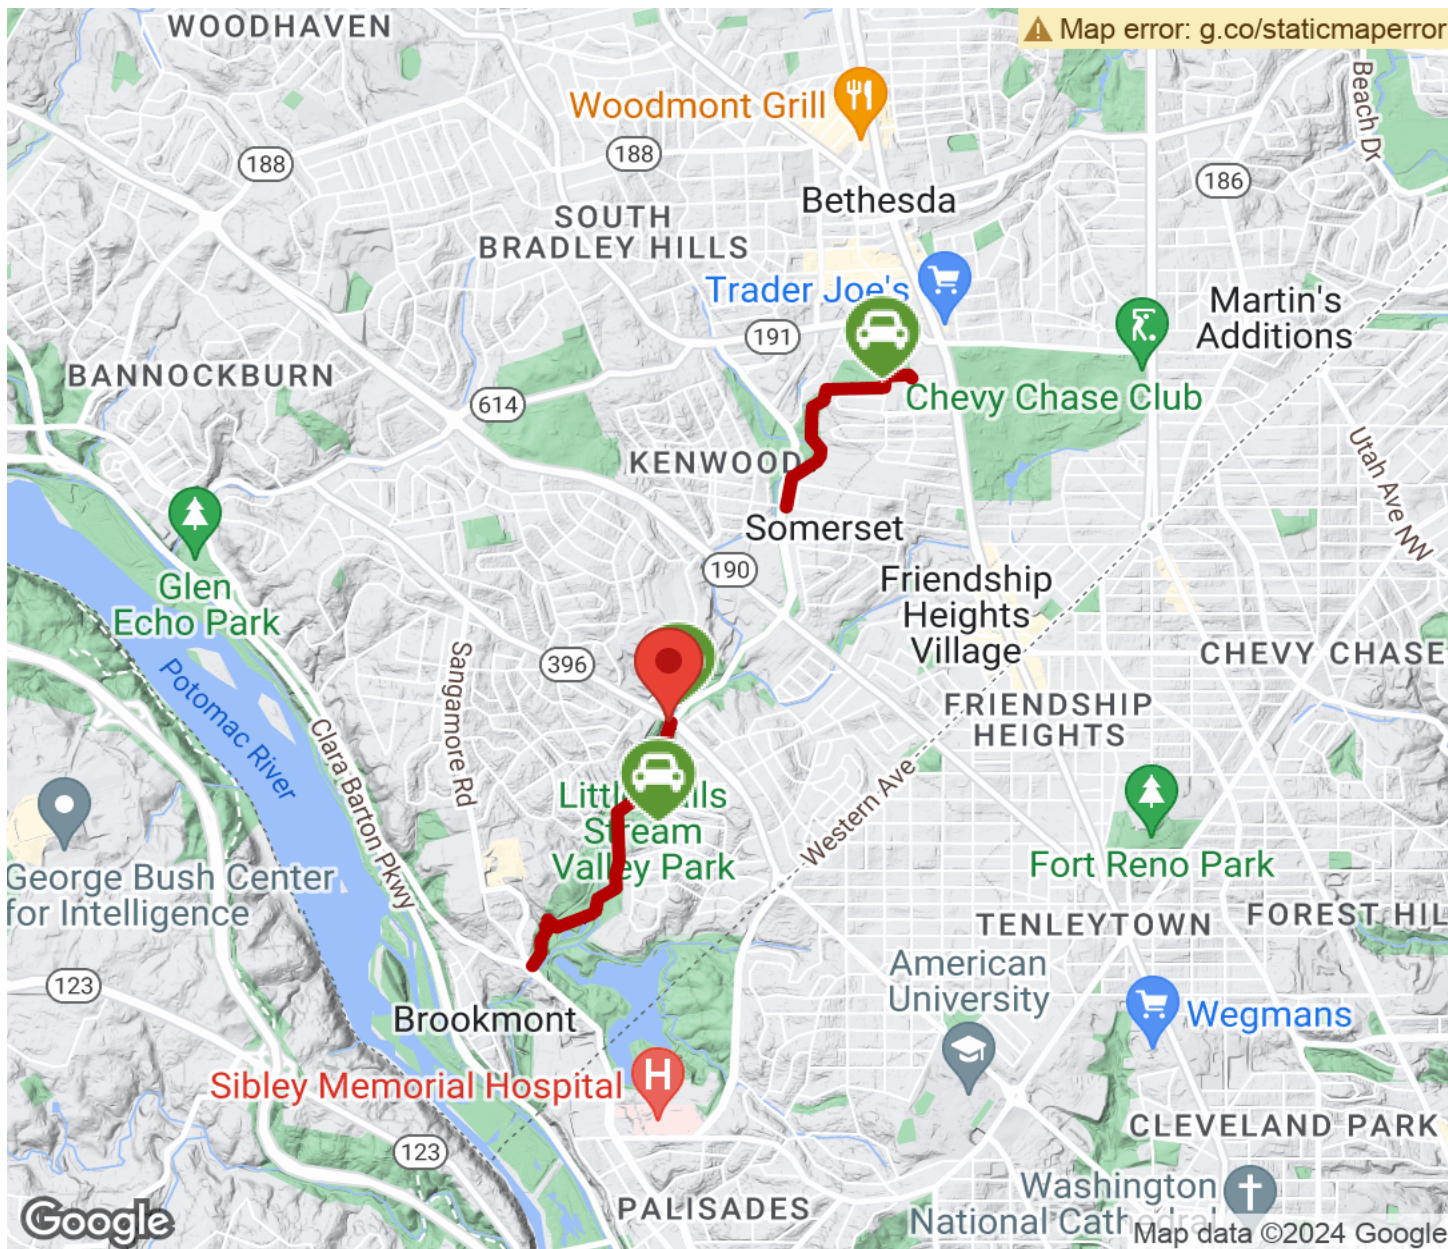 WOODHAVEN
Map error: g.co/staticmaperror
Beach Dr
Woodmont Grill
188
188
186
Bethesda
SOUTH
BRADLEY HILLS
Trader Joe's
Martin's
Additions
191
BANNOCKBURN
614
Chevy Chase Club
KENWOOD
Utah Ave NW
Somerset
190
Glen
Echo Park
Friendship
Heights
Village
Sangamore Rd
396
CHEVY CHASE
Potomac River
FRIENDSHIP
HEIGHTS
Clara Barton Pkwy
Western Ave
Stream
Valley Park
Fort Reno Park
George Bush Center
for Intelligence
TENLEYTOWN
FOREST HIL
American
University
123
Brookmont
Wegmans
Sibley Memorial Hospital
H
CLEVELAND PARK
123
Washington
National Cath
PALISADES
Google
Map data ©2024 Google